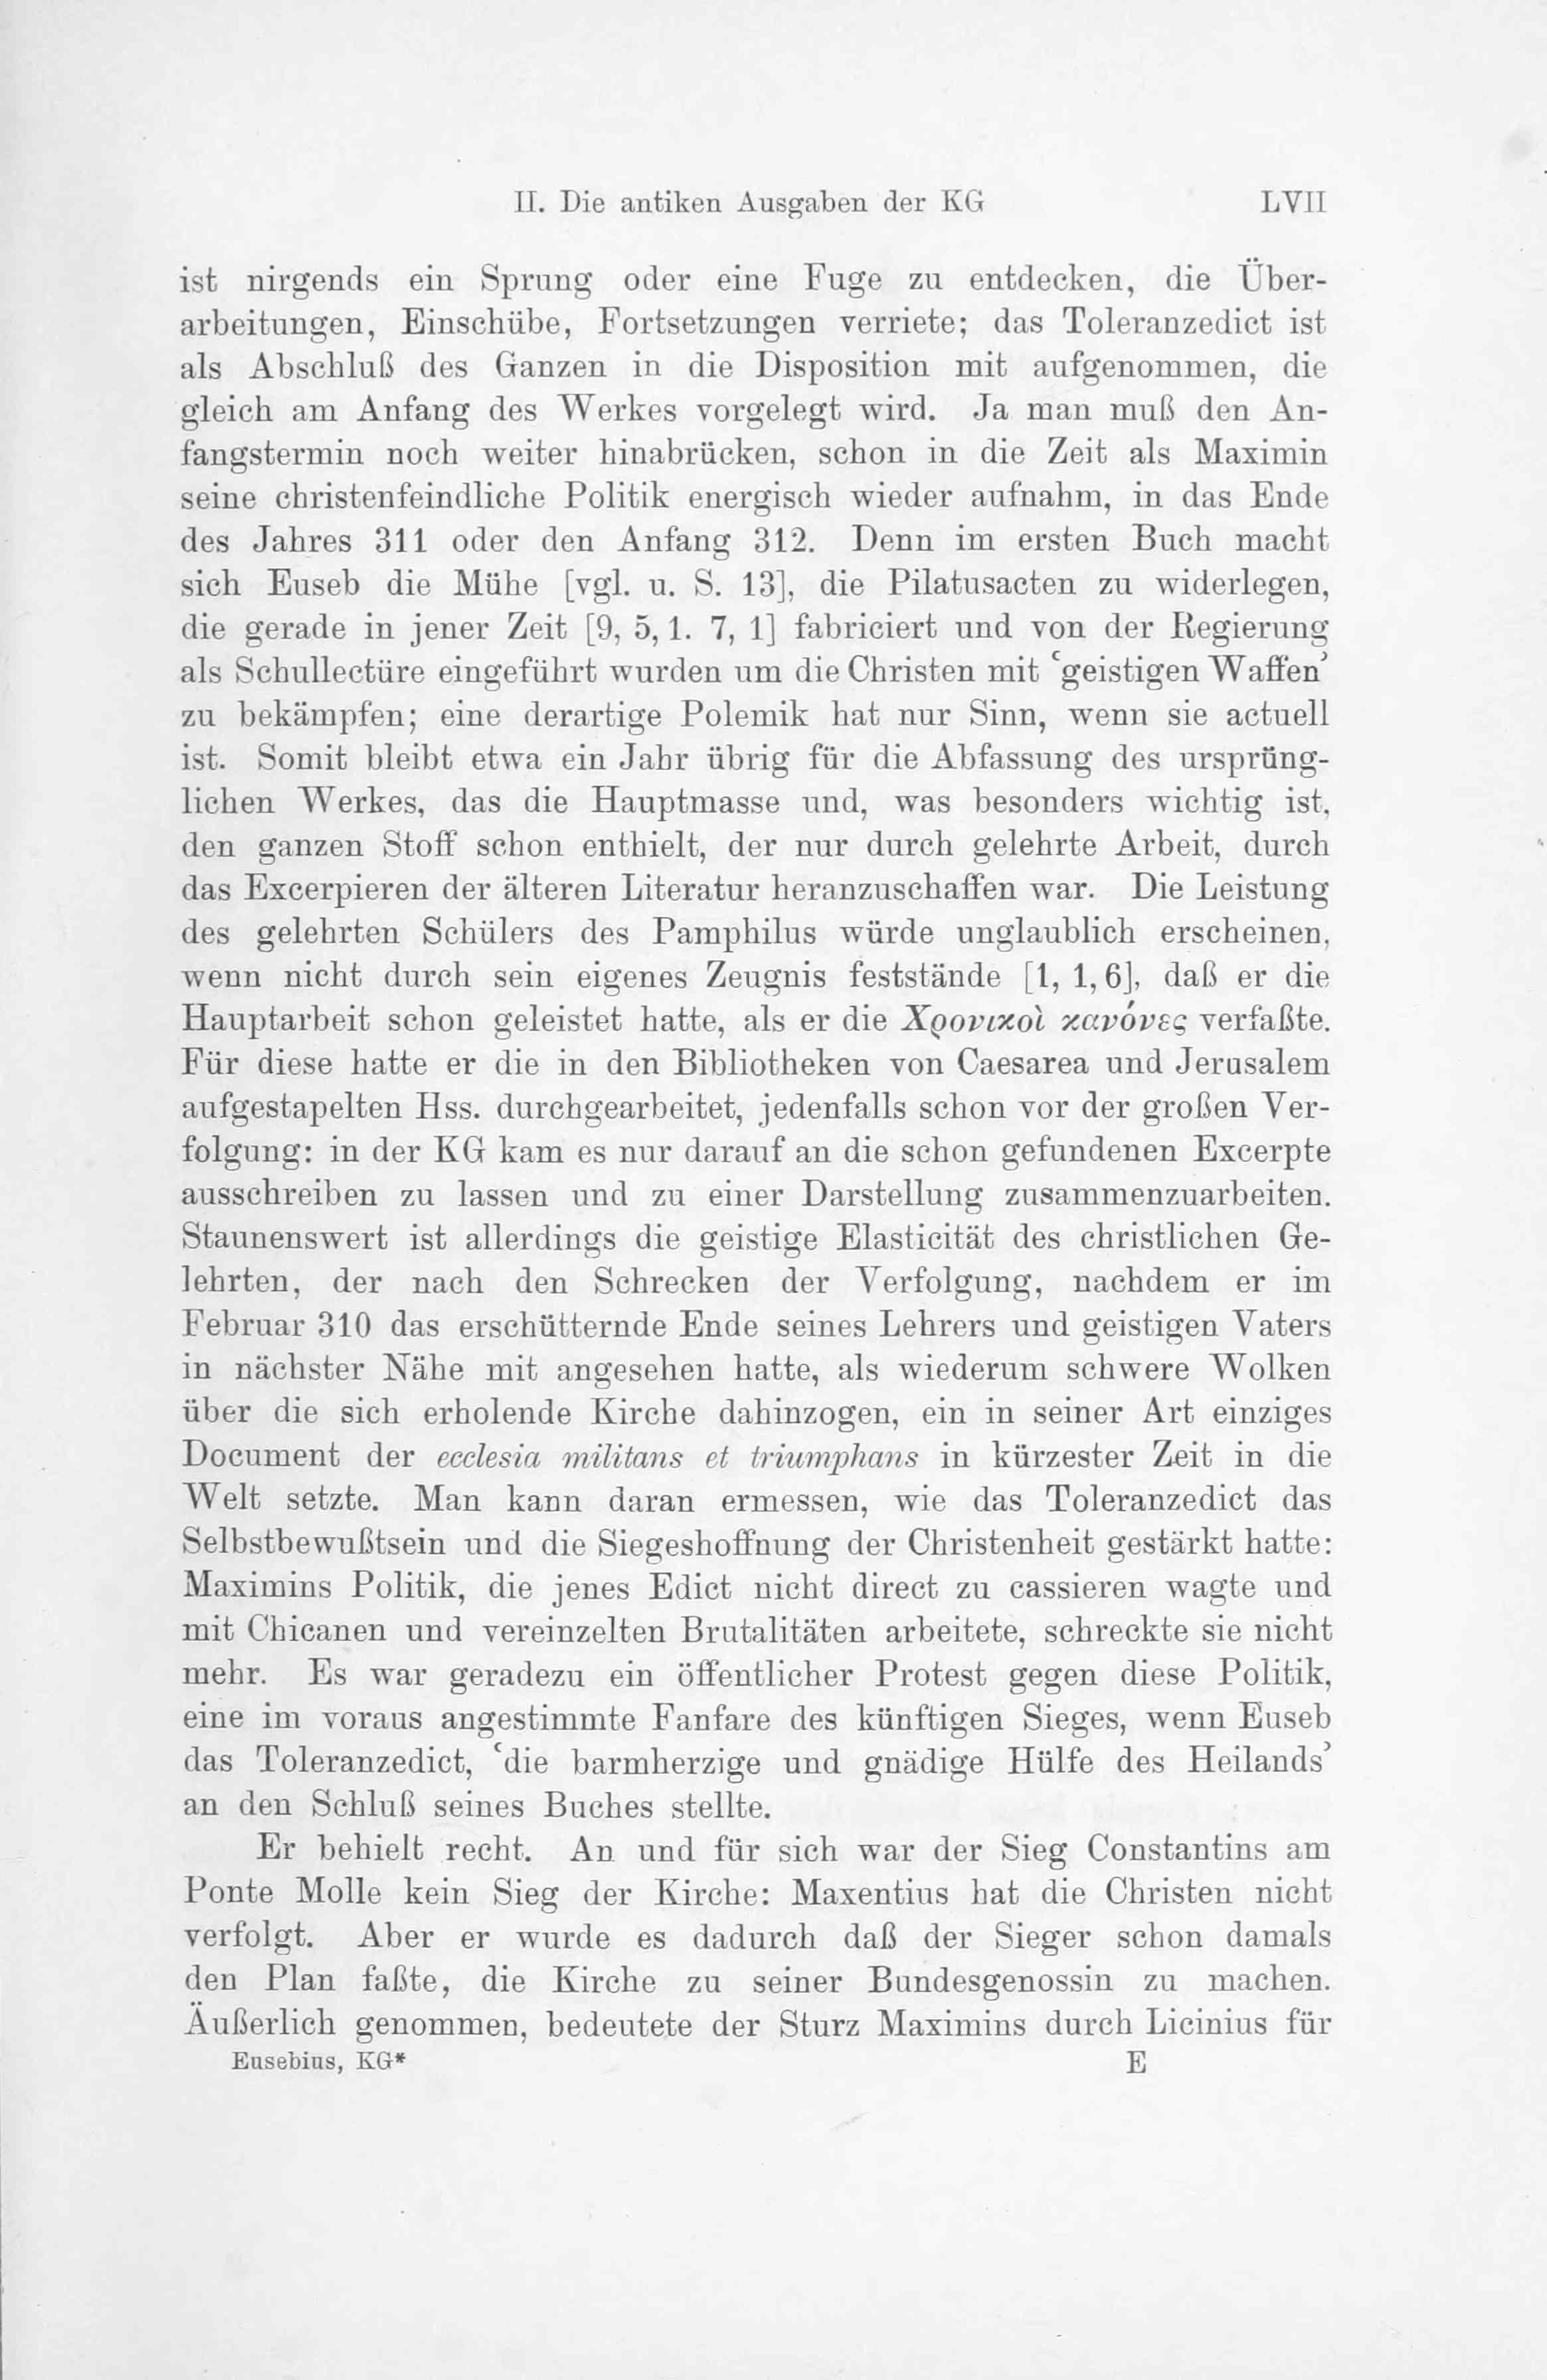 II. Die antiken Ausgaben der KG LVII
ist nirgends ein Sprung oder eine Fuge zu entdecken, die Über-
arbeitungen, Einschübe, Fortsetzungen verriete; das Toleranzedict ist
als Abschluß des Ganzen in die Disposition mit aufgenommen, die
gleich am Anfang des Werkes vorgelegt wird. Ja man muß den An-
fangstermin noch weiter hinabrücken, schon in die Zeit als Maximin
seine christenfeindliche Politik energisch wieder aufnahm, in das Ende
des Jahres 311 oder den Anfang 312. Denn im ersten Buch macht
sich Euseb die Mühe [vgl. u. S. 13], die Pilatusacten zu widerlegen,
die gerade in jener Zeit [9, 5, 1. 7, 1] fabriciert und von der Regierung
als Schullectüre eingeführt wurden um die Christen mit ʿgeistigen Waffenʾ
zu bekämpfen; eine derartige Polemik hat nur Sinn, wenn sie actuell
ist. Somit bleibt etwa ein Jahr übrig für die Abfassung des ursprüng-
lichen Werkes, das die Hauptmasse und, was besonders wichtig ist,
den ganzen Stoff schon enthielt, der nur durch gelehrte Arbeit, durch
das Excerpieren der älteren Literatur heranzuschaffen war. Die Leistung
des gelehrten Schülers des Pamphilus würde unglaublich erscheinen,
wenn nicht durch sein eigenes Zeugnis feststände [1, 1, 6], daß er die
Hauptarbeit schon geleistet hatte, als er die Χρονικοὶ κανόνες verfaßte.
Für diese hatte er die in den Bibliotheken von Caesarea und Jerusalem
aufgestapelten Hss. durchgearbeitet, jedenfalls schon vor der großen Ver-
folgung: in der KG kam es nur darauf an die schon gefundenen Excerpte
ausschreiben zu lassen und zu einer Darstellung zusammenzuarbeiten.
Staunenswert ist allerdings die geistige Elasticität des christlichen Ge-
lehrten, der nach den Schrecken der Verfolgung, nachdem er im
Februar 310 das erschütternde Ende seines Lehrers und geistigen Vaters
in nächster Nähe mit angesehen hatte, als wiederum schwere Wolken
über die sich erholende Kirche dahinzogen, ein in seiner Art einziges
Document der ecclesia militans et triumphans in kürzester Zeit in die
Welt setzte. Man kann daran ermessen, wie das Toleranzedict das
Selbstbewußtsein und die Siegeshoffnung der Christenheit gestärkt hatte:
Maximins Politik, die jenes Edict nicht direct zu cassieren wagte und
mit Chicanen und vereinzelten Brutalitäten arbeitete, schreckte sie nicht
mehr. Es war geradezu ein öffentlicher Protest gegen diese Politik,
eine im voraus angestimmte Fanfare des künftigen Sieges, wenn Euseb
das Toleranzedict, ʿdie barmherzige und gnädige Hülfe des Heilandsʾ
an den Schluß seines Buches stellte.
Er behielt recht. An und für sich war der Sieg Constantins am
Ponte Molle kein Sieg der Kirche: Maxentius hat die Christen nicht
verfolgt. Aber er wurde es dadurch daß der Sieger schon damals
den Plan faßte, die Kirche zu seiner Bundesgenossin zu machen.
Äußerlich genommen, bedeutete der Sturz Maximins durch Licinius für
Eusebius, KG* E